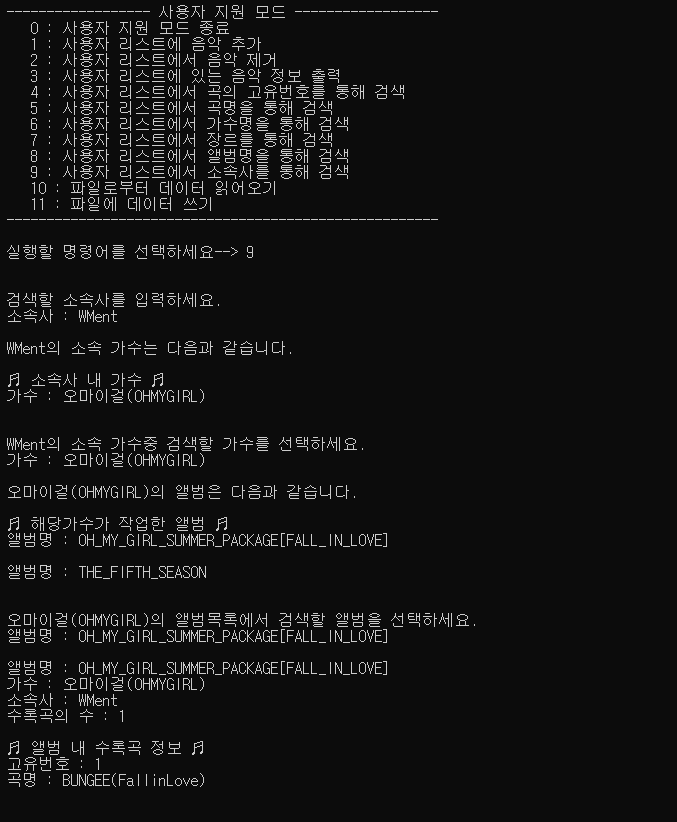 ------------------ 사용자 지원 모드 ------------------
0 : 사용자 지원 모드 종료
1 : 사용자 리스트에 음악 추가
2 : 사용자 리스트에서 음악 제거
3 : 사용자 리스트에 있는 음악 정보 출력
4 : 사용자 리스트에서 곡의 고유번호를 통해 검색
5 : 사용자 리스트에서 곡명을 통해 검색
6 : 사용자 리스트에서 가수명을 통해 검색
7 : 사용자 리스트에서 장르를 통해 검색
8 : 사용자 리스트에서 앨범명을 통해 검색
9 : 사용자 리스트에서 소속사를 통해 검색
10 : 파일로부터 데이터 읽어오기
11 : 파일에 데이터 쓰기
------------------------------------------------------
실행할 명령어를 선택하세요--> 9
검색할 소속사를 입력하세요.
소속사 : WMent
WMent의 소속 가수는 다음과 같습니다.
♬ 소속사 내 가수 ♬
가수 : 오마이걸(OHMYGIRL)
WMent의 소속 가수중 검색할 가수를 선택하세요.
가수 : 오마이걸(OHMYGIRL)
오마이걸(OHMYGIRL)의 앨범은 다음과 같습니다.
♬ 해당가수가 작업한 앨범 ♬
앨범명 : OH_MY_GIRL_SUMMER_PACKAGE[FALL_IN_LOVE]
앨범명 : THE_FIFTH_SEASON
오마이걸(OHMYGIRL)의 앨범목록에서 검색할 앨범을 선택하세요.
앨범명 : OH_MY_GIRL_SUMMER_PACKAGE[FALL_IN_LOVE]
앨범명 : OH_MY_GIRL_SUMMER_PACKAGE[FALL_IN_LOVE]
가수 : 오마이걸(OHMYGIRL)
소속사 : WMent
수록곡의 수 : 1
♬ 앨범 내 수록곡 정보 ♬
고유번호 : 1
곡명 : BUNGEE(FallinLove)